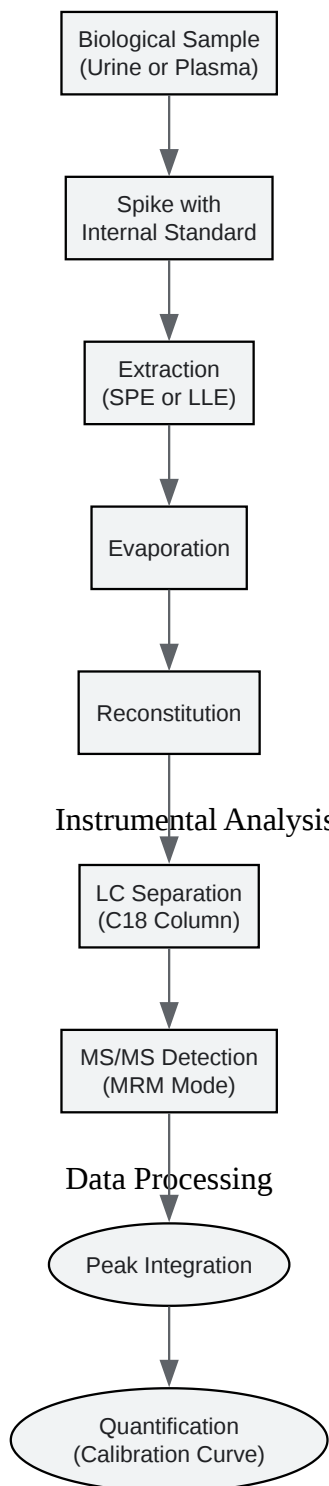 Biological Sample
(Urine or Plasma)
Spike with
Internal Standard
Extraction
(SPE or LLE)
Evaporation
Reconstitution
Instrumental Analysis
LC Separation
(C18 Column)
MS/MS Detection
(MRM Mode)
Data Processing
Peak Integration
Quantification
(Calibration Curve)